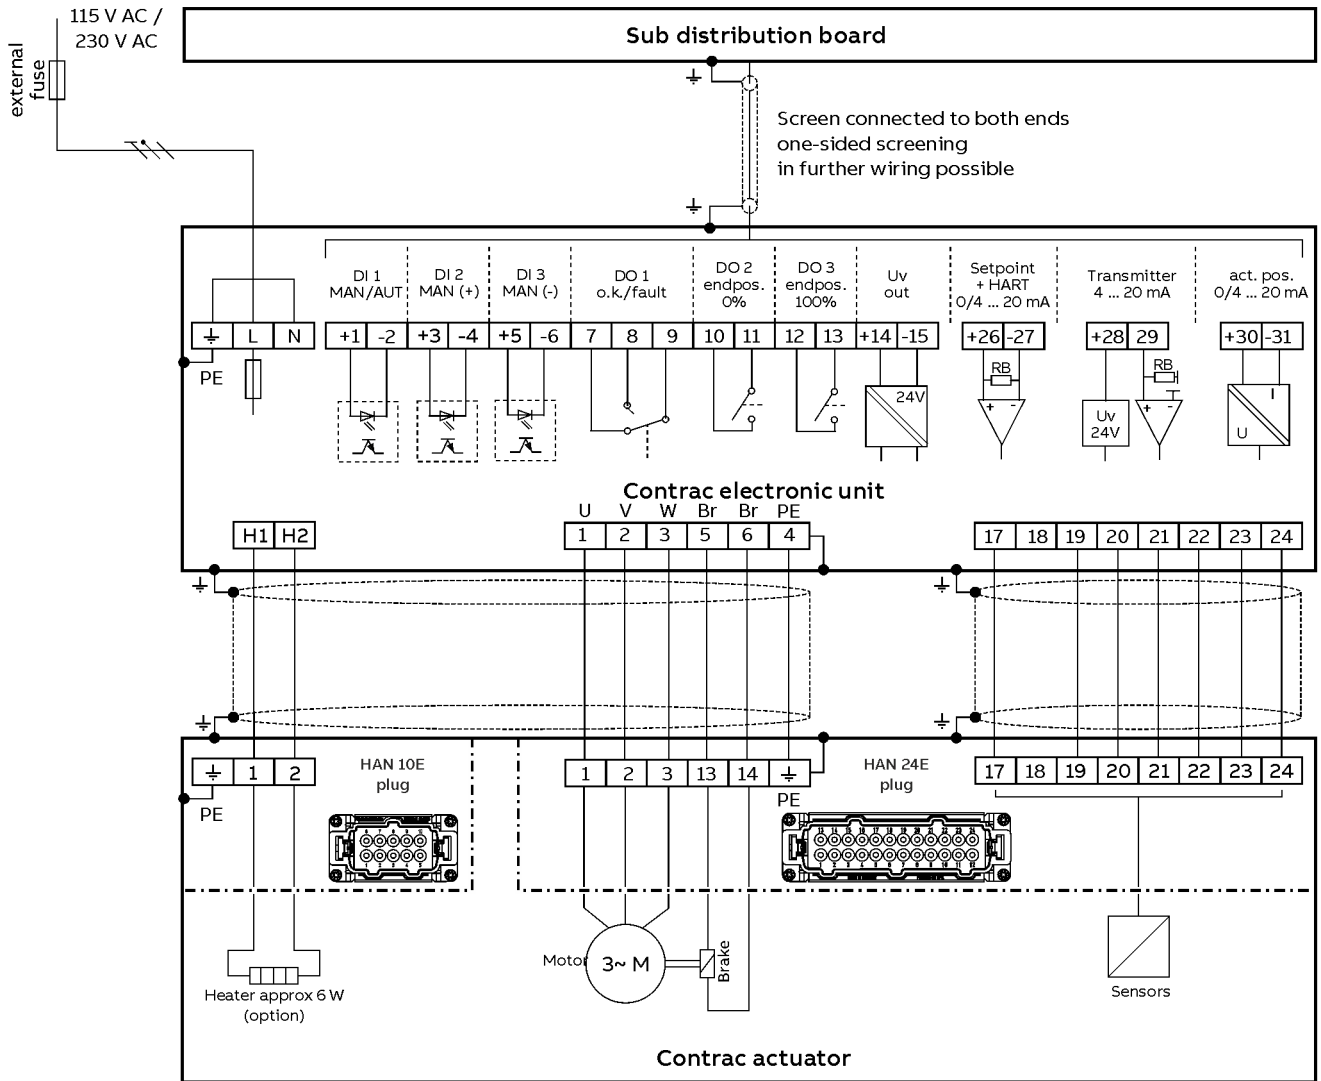 115 V AC /
230 V AC
external
fuse
Sub distribution board
Screen connected to both ends
one-sided screening
in further wiring possible
DI 1
MAN/AUT
DI 2
MAN (+)
DI 3
MAN (-)
DO 1
o.k./fault
DO 2
endpos.
0%
DO 3
endpos.
100%
Uv
out
Setpoint
+ HART
0/4 ... 20 mA
Transmitter
4 ... 20 mA
act. pos.
0/4 ... 20 mA
L N +1 -2 +3 -4 +5 -6 7 8 9 10 11 12 13 +14 -15 +26 -27 +28 29 +30 -31
PE
24V
RB
+ -
Uv
24V
RB
+ -
I
U
Contrac electronic unit
U V W Br Br PE
H1 H2 1 2 3 5 6 4 17 18 19 20 21 22 23 24
1 2
HAN 10E
plug
1 2 3 13 14
HAN 24E
plug
17 18 19 20 21 22 23 24
PE
PE
Motor
3~ M
Brake
Heater approx 6 W
(option)
Sensors
Contrac actuator